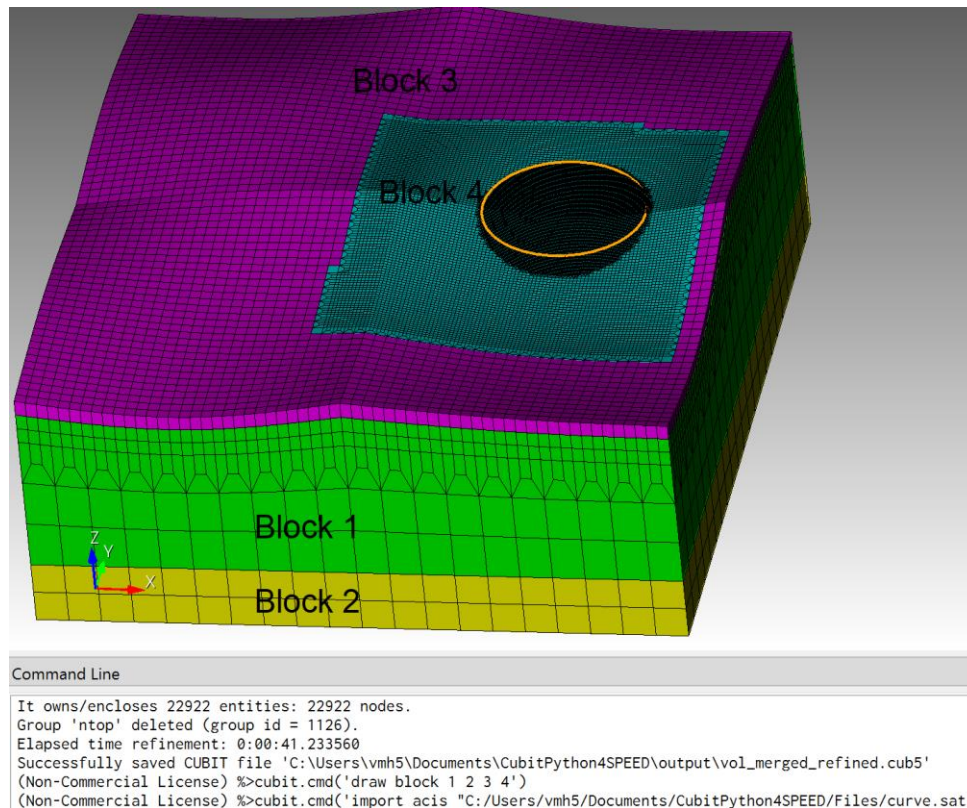 Block 3
Block 4
Block 1
Block 2
Z
Y
X
Command Line
It owns/encloses 22922 entities: 22922 nodes.
Group 'ntop' deleted (group id = 1126).
Elapsed time refinement: 0:00:41.233560
Successfully saved CUBIT file 'C:\Users\vmh5\Documents\CubitPython4SPEED\output\vol_merged_refined.cub5'
(Non-Commercial License) %>cubit.cmd('draw block 1 2 3 4')
(Non-Commercial License) %>cubit.cmd('import acis "C:/Users/vmh5/Documents/CubitPython4SPEED/Files/curve.sat